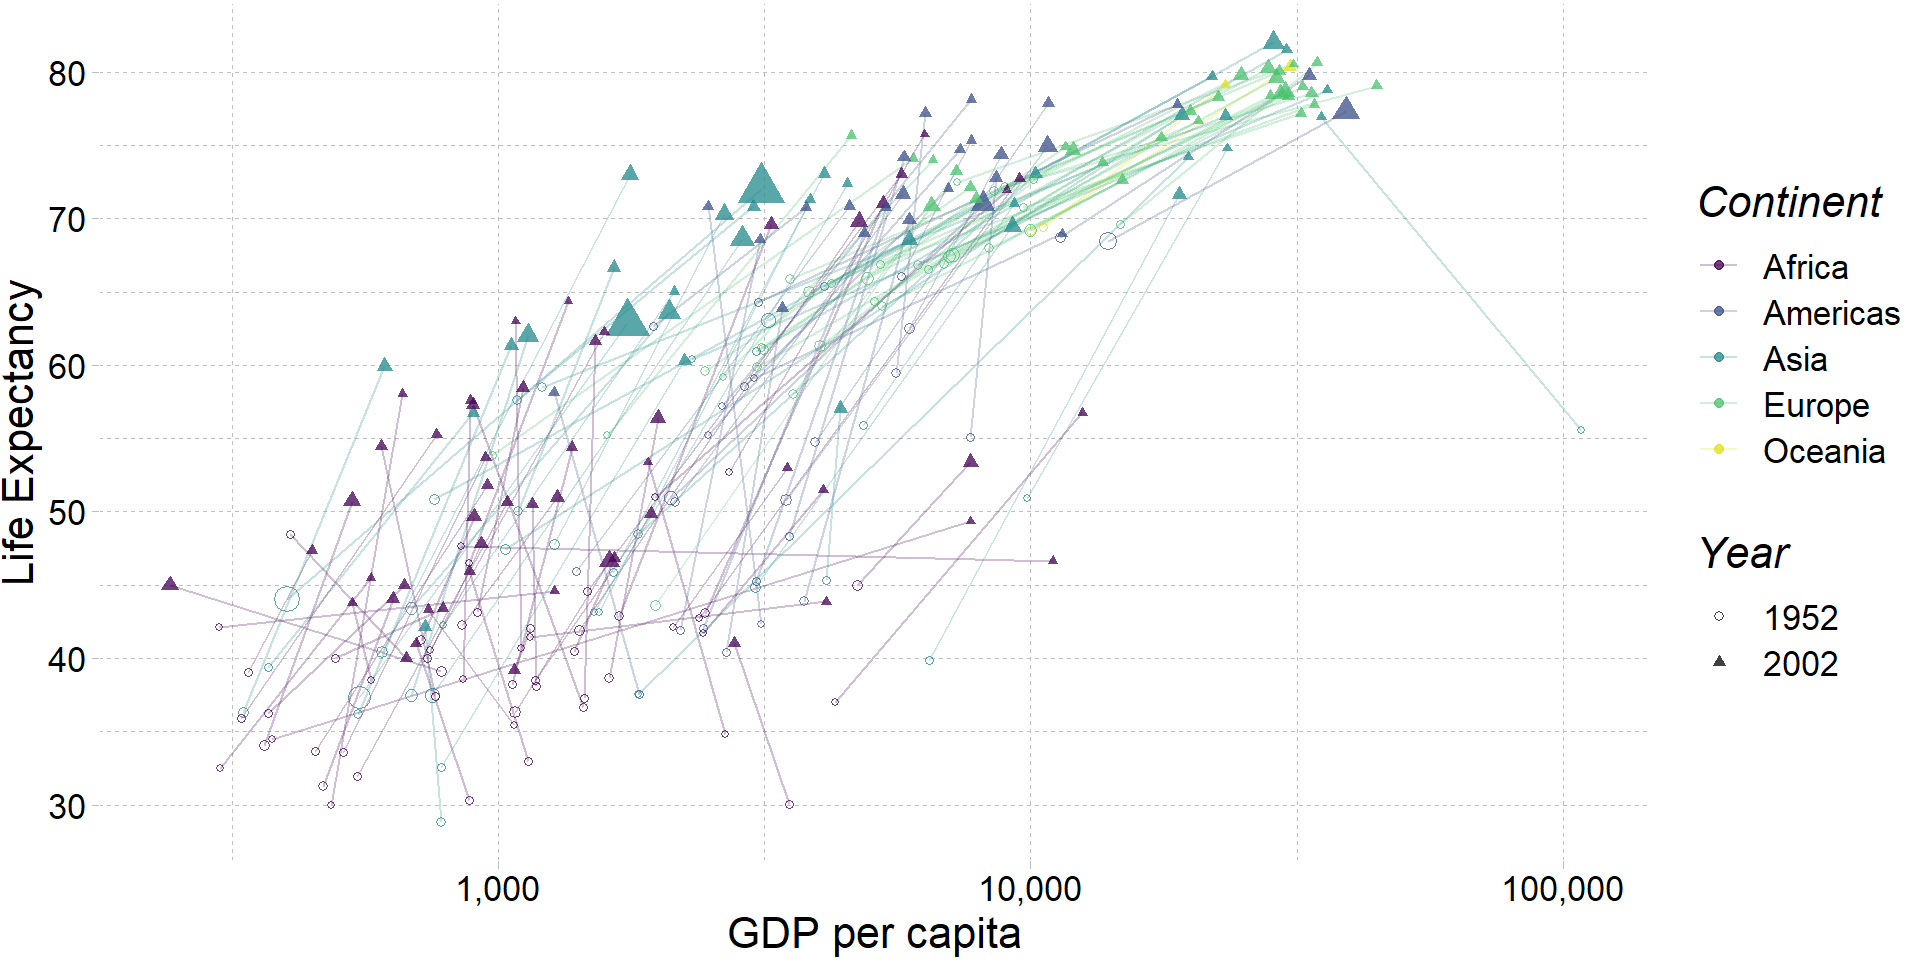 80
70
60
50
40
30
Life Expectancy
1,000
10,000
100,000
GDP per capita
Continent
Africa
Americas
Asia
Europe
Oceania
Year
1952
2002